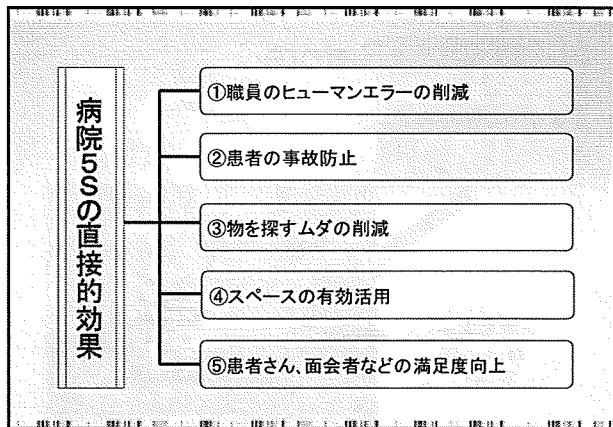 病院5Sの直接的効果
①職員のヒューマンエラーの削減
②患者の事故防止
③物を探すムダの削減
④スペースの有効活用
⑤患者さん、面会者などの満足度向上